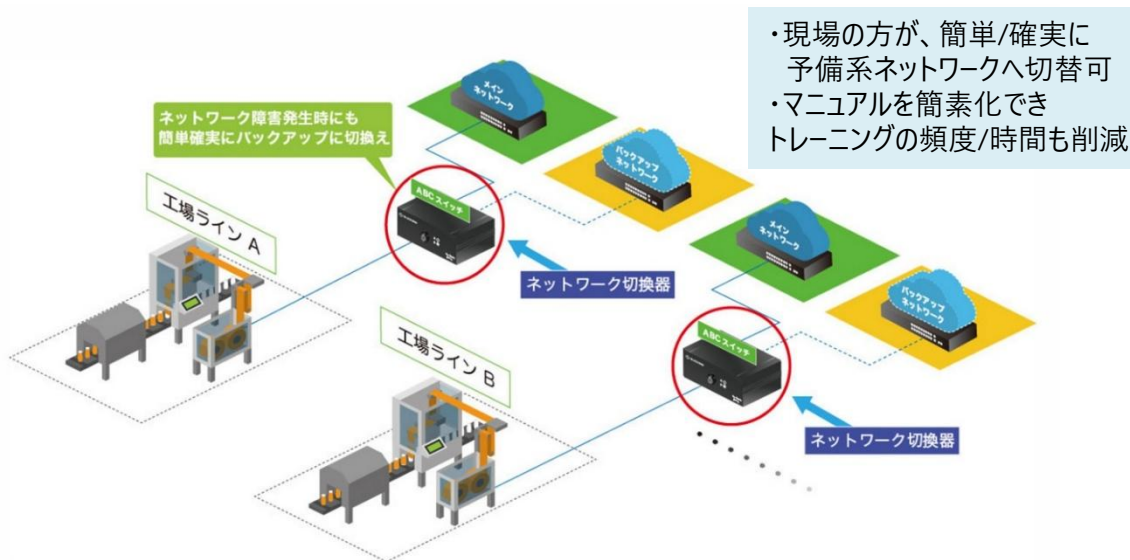 ・現場の方が、簡単/確実に
予備系ネットワークへ切替可
・マニュアルを簡素化でき
トレーニングの頻度/時間も削減
ネットワーク障害発生時にも
簡単確実にバックアップに切換え
メイン
ネットワーク
バックアップ
ネットワーク
ABCスイッチ
工場ライン A
ネットワーク切換器
メイン
ネットワーク
バックアップ
ネットワーク
ABCスイッチ
工場ライン B
ネットワーク切換器